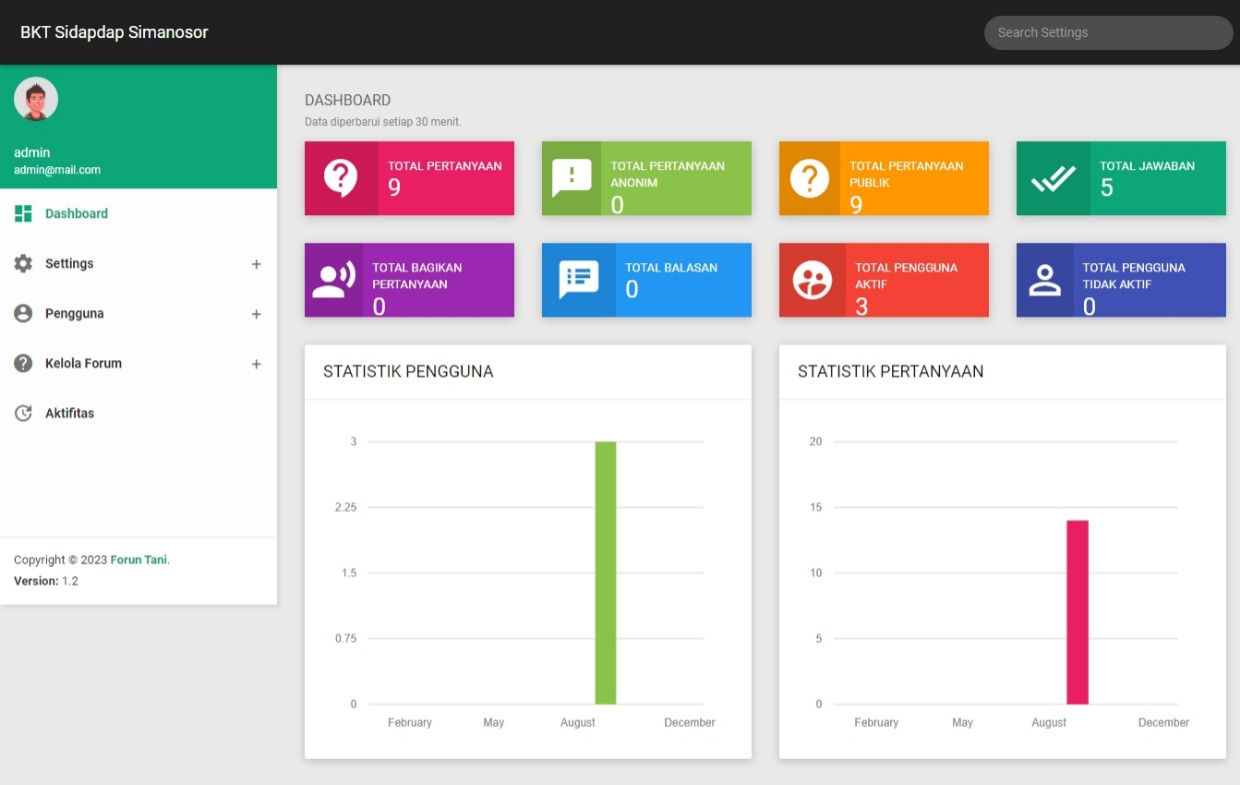 BKT Sidapdap Simanosor
Search Settings
admin
admin@mail.com
Dashboard
Settings
+
Pengguna
+
Kelola Forum
+
Aktifitas
Copyright © 2023 Forun Tani.
Version: 1.2
DASHBOARD
Data diperbarui setiap 30 menit.
TOTAL PERTANYAAN
9
TOTAL PERTANYAAN
ANONIM
0
TOTAL PERTANYAAN
PUBLIK
9
TOTAL JAWABAN
5
TOTAL BAGIKAN
PERTANYAAN
0
TOTAL BALASAN
0
TOTAL PENGGUNA
AKTIF
3
TOTAL PENGGUNA
TIDAK AKTIF
0
STATISTIK PENGGUNA
3
2.25
1.5
0.75
0
February May August December
STATISTIK PERTANYAAN
20
15
10
5
0
February May August December